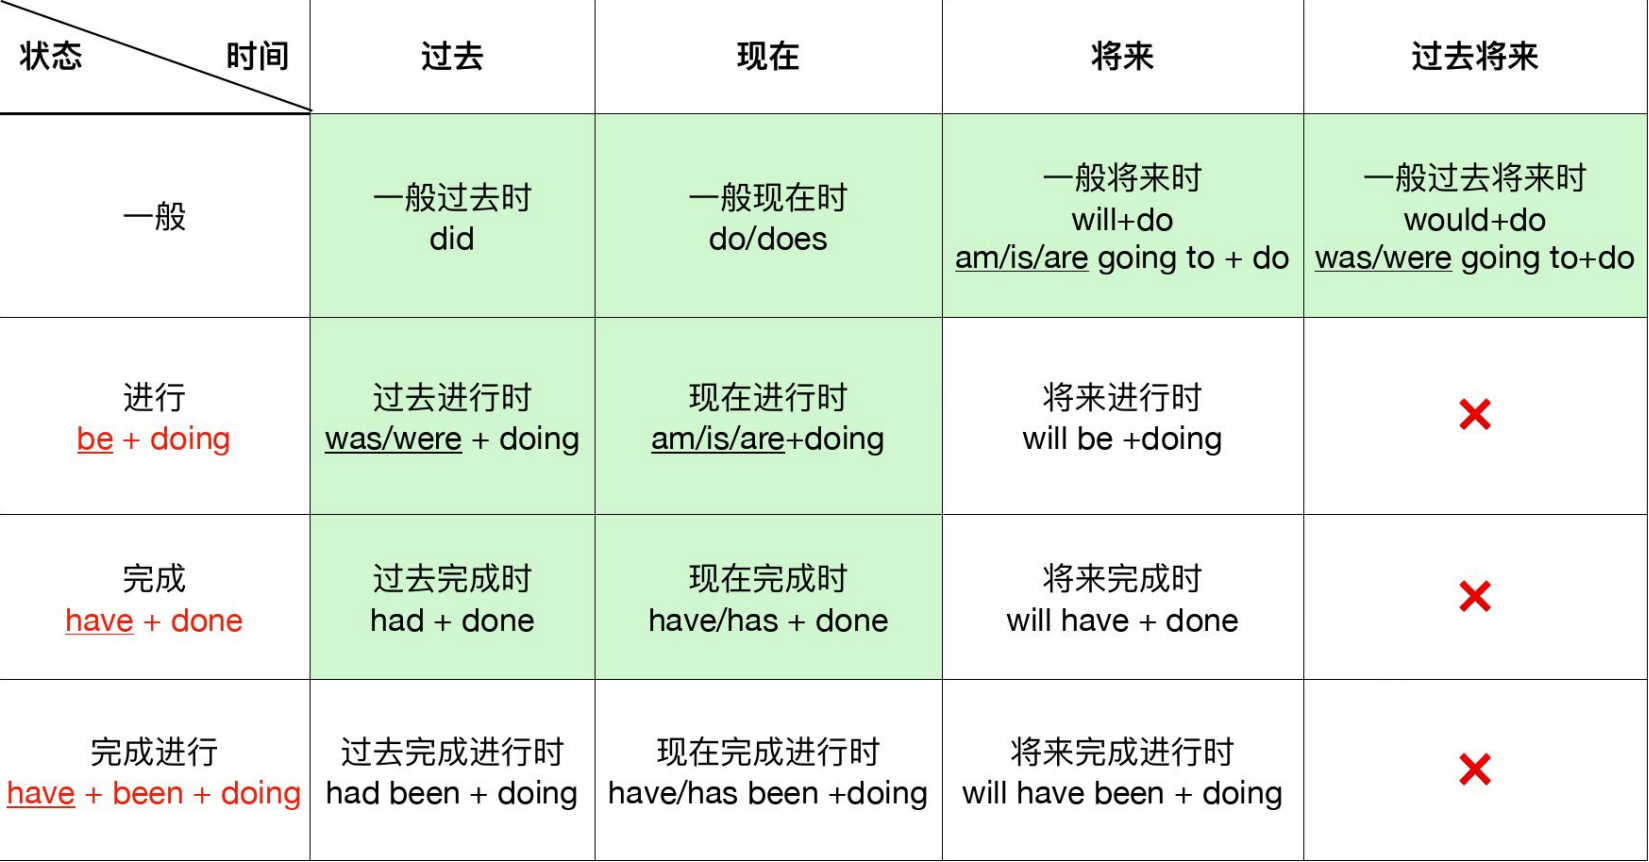 状态 时间 过去 现在 将来 过去将来
一般
一般过去时
did
一般现在时
do/does
一般将来时
will+do
am/is/are going to + do
一般过去将来时
would+do
was/were going to+do
进行
be + doing
过去进行时
was/were + doing
现在进行时
am/is/are+doing
将来进行时
will be +doing
完成
have + done
过去完成时
had + done
现在完成时
have/has + done
将来完成时
will have + done
完成进行
have + been + doing
过去完成进行时
had been + doing
现在完成进行时
have/has been +doing
将来完成进行时
will have been + doing